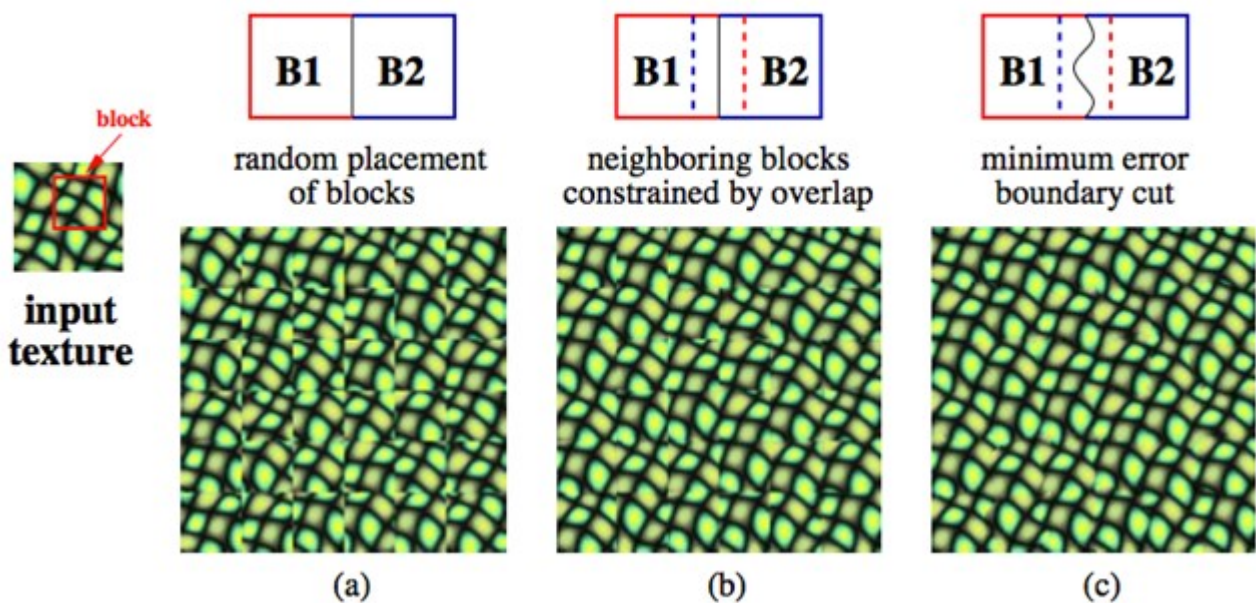 B1 B2
B1 B2
B1 B2
block
random placement
of blocks
neighboring blocks
constrained by overlap
minimum error
boundary cut
input
texture
(a)
(b)
(c)